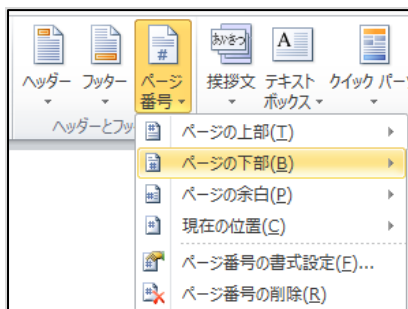 あいさつ
A
#
ヘッダー フッター ページ番号 挨拶文 テキストボックス クイック パー
ヘッダーとフッ
ページの上部(T)
ページの下部(B)
ページの余白(P)
現在の位置(C)
ページ番号の書式設定(F)...
ページ番号の削除(R)